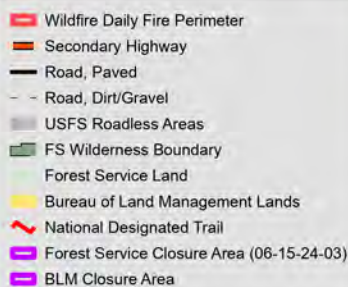 Wildfire Daily Fire Perimeter
Secondary Highway
Road, Paved
Road, Dirt/Gravel
USFS Roadless Areas
FS Wilderness Boundary
Forest Service Land
Bureau of Land Management Lands
National Designated Trail
Forest Service Closure Area (06-15-24-03)
BLM Closure Area